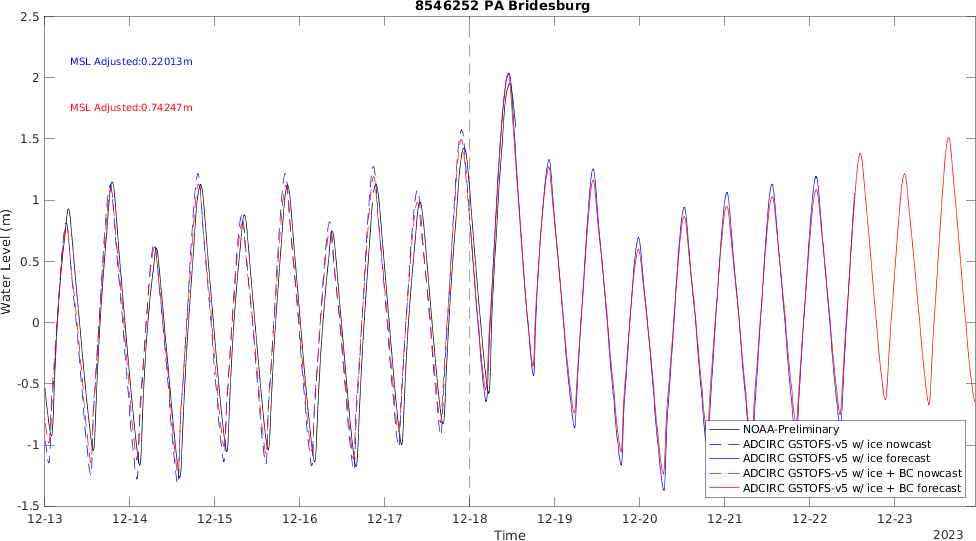 8546252 PA Bridesburg
2.5
2
1.5
1
0.5
0
-0.5
-1
-1.5
Water Level (m)
MSL Adjusted:0.22013m
MSL Adjusted:0.74247m
NOAA-Preliminary
ADCIRC GSTOFS-v5 w/ ice nowcast
ADCIRC GSTOFS-v5 w/ ice forecast
ADCIRC GSTOFS-v5 w/ ice + BC nowcast
ADCIRC GSTOFS-v5 w/ ice + BC forecast
12-13 12-14 12-15 12-16 12-17 12-18 12-19 12-20 12-21 12-22 12-23
Time
2023